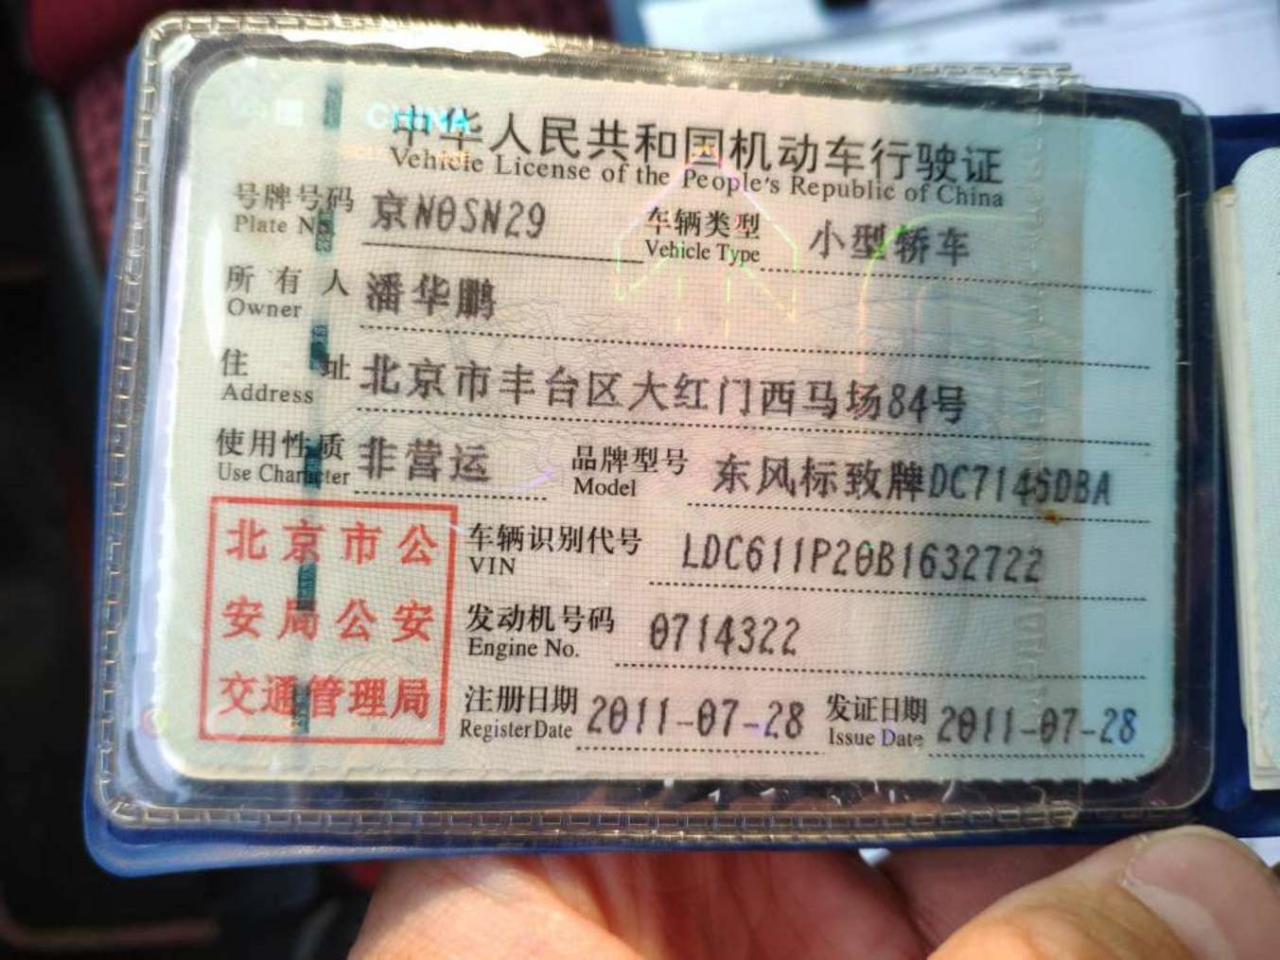 中国 CHINA
中华人民共和国机动车行驶证
Vehicle License of the People's Republic of China
号牌号码 京N0SN29 车辆类型 小型轿车
Plate No. Vehicle Type
所有人 潘华鹏
Owner
住址 北京市丰台区大红门西马场84号
Address
使用性质 非营运 品牌型号 东风标致牌DC7146DBA
Use Character Model
北京市公
安局公安
交通管理局
车辆识别代号 LDC611P20B1632722
VIN
发动机号码 0714322
Engine No.
注册日期 2011-07-28 发证日期 2011-07-28
Register Date Issue Date